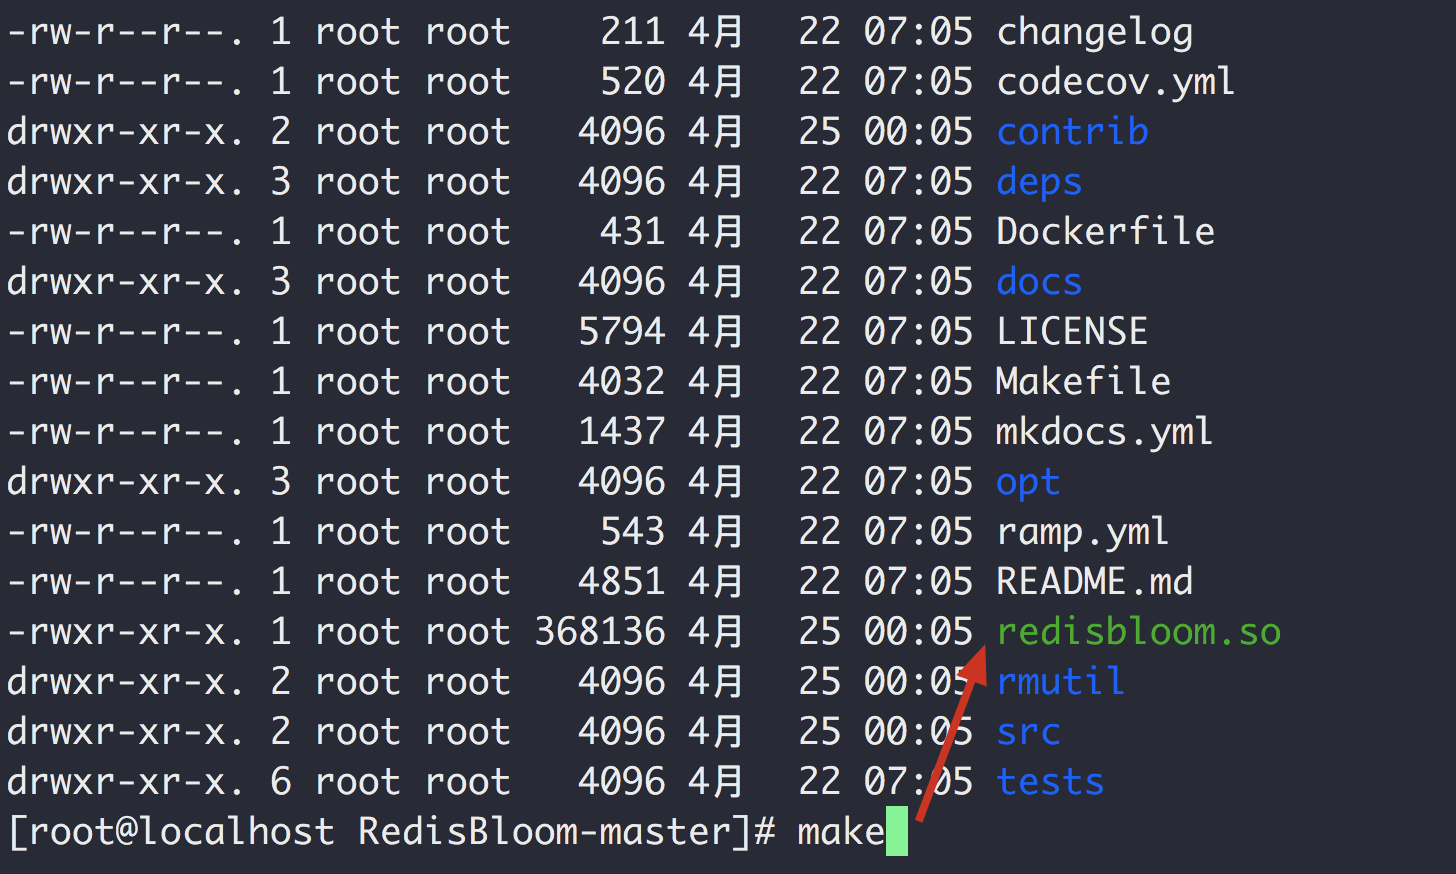 -rw-r--r--. 1 root root    211 4月   22 07:05 changelog
-rw-r--r--. 1 root root    520 4月   22 07:05 codecov.yml
drwxr-xr-x. 2 root root   4096 4月   25 00:05 contrib
drwxr-xr-x. 3 root root   4096 4月   22 07:05 deps
-rw-r--r--. 1 root root    431 4月   22 07:05 Dockerfile
drwxr-xr-x. 3 root root   4096 4月   22 07:05 docs
-rw-r--r--. 1 root root   5794 4月   22 07:05 LICENSE
-rw-r--r--. 1 root root   4032 4月   22 07:05 Makefile
-rw-r--r--. 1 root root   1437 4月   22 07:05 mkdocs.yml
drwxr-xr-x. 3 root root   4096 4月   22 07:05 opt
-rw-r--r--. 1 root root    543 4月   22 07:05 ramp.yml
-rw-r--r--. 1 root root   4851 4月   22 07:05 README.md
-rwxr-xr-x. 1 root root 368136 4月   25 00:05 redisbloom.so
drwxr-xr-x. 2 root root   4096 4月   25 00:05 rmutil
drwxr-xr-x. 2 root root   4096 4月   25 00:05 src
drwxr-xr-x. 6 root root   4096 4月   22 07:05 tests
[root@localhost RedisBloom-master]# make